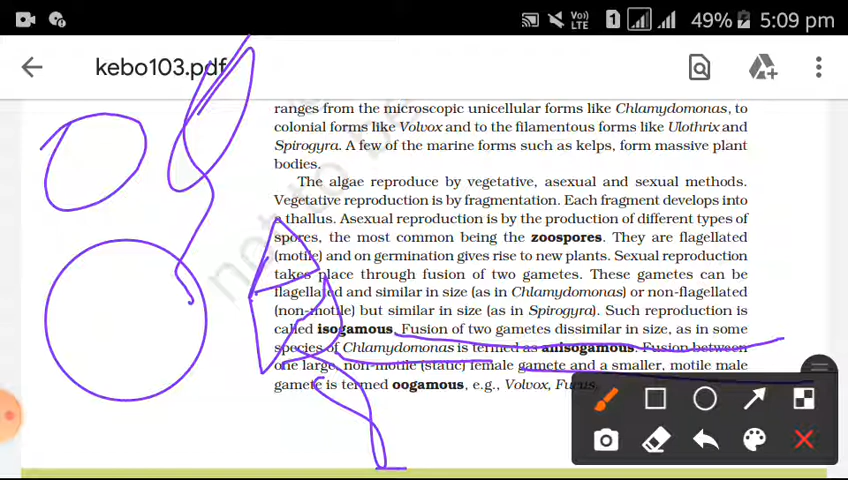 Vo)) LTE 1 49% 5:09 pm
kebo103.pdf
ranges from the microscopic unicellular forms like Chlamydomonas, to
colonial forms like Volvox and to the filamentous forms like Ulothrix and
Spirogyra. A few of the marine forms such as kelps, form massive plant
bodies.
The algae reproduce by vegetative, asexual and sexual methods.
Vegetative reproduction is by fragmentation. Each fragment develops into
a thallus. Asexual reproduction is by the production of different types of
spores, the most common being the zoospores. They are flagellated
(motile) and on germination gives rise to new plants. Sexual reproduction
takes place through fusion of two gametes. These gametes can be
flagellated and similar in size (as in Chlamydomonas) or non-flagellated
(non-motile) but similar in size (as in Spirogyra). Such reproduction is
called isogamous. Fusion of two gametes dissimilar in size, as in some
species of Chlamydomonas is termed as anisogamous. Fusion between
one large, non-motile (static) female gamete and a smaller, motile male
gamete is termed oogamous, e.g., Volvox, Fucus.
not to be